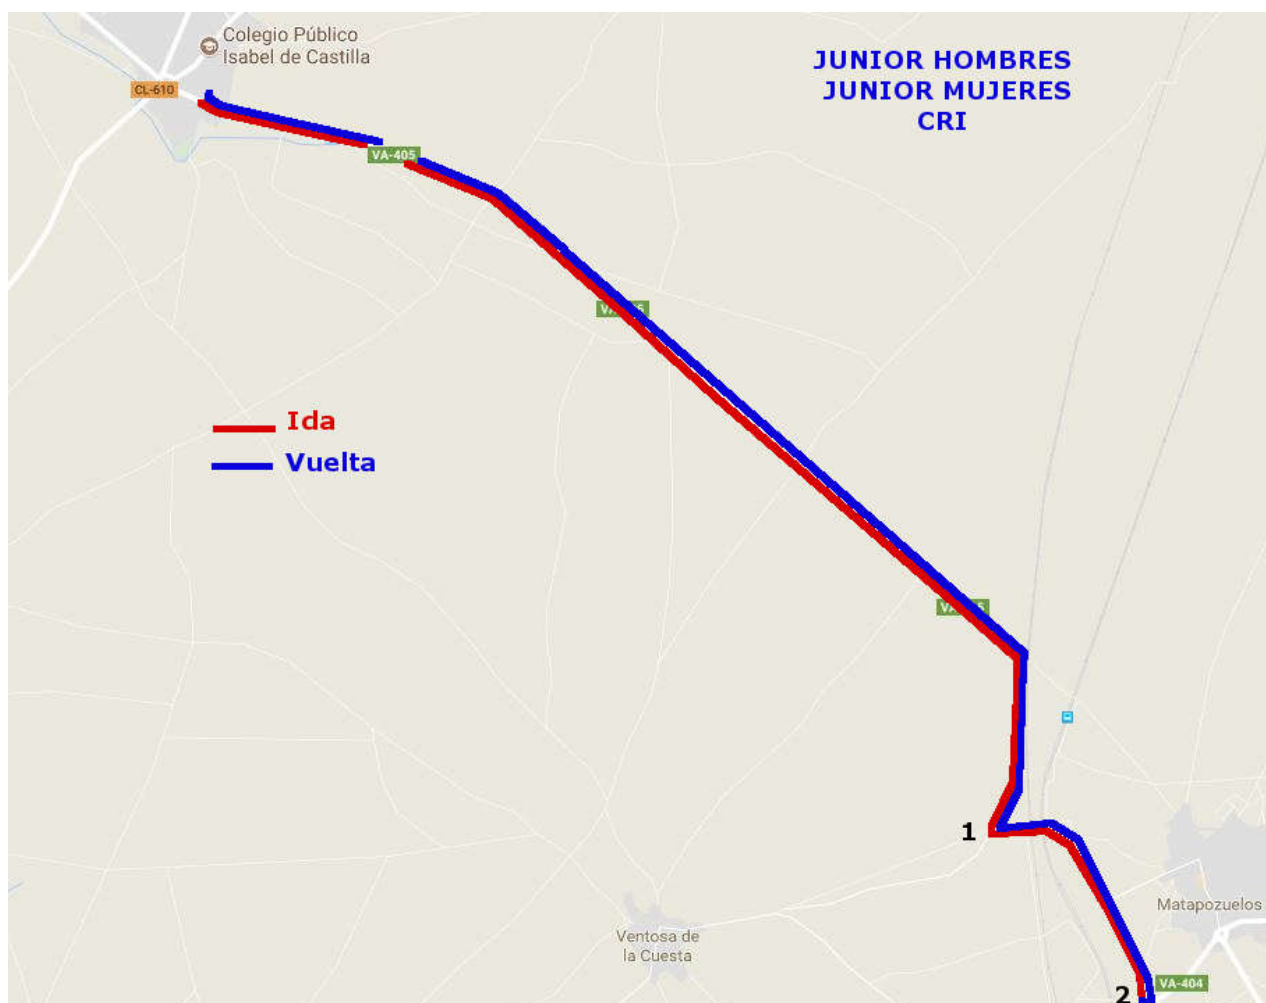 Colegio Público
Isabel de Castilla
JUNIOR HOMBRES
JUNIOR MUJERES
CRI
CL-610
VA-405
Ida
Vuelta
1
Ventosa de
la Cuesta
Matapozuelos
VA-404
2